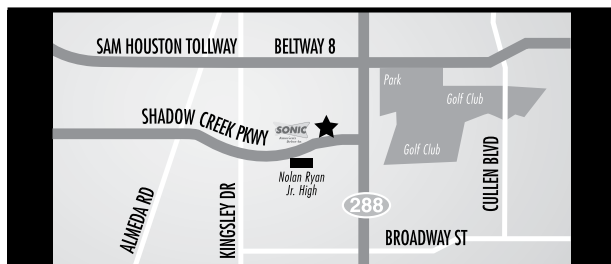 SAM HOUSTON TOLLWAY BELTWAY 8
Park
Golf Club
SHADOW CREEK PKWY
SONIC
Golf Club
Nolan Ryan
Jr. High
ALMEDA RD
KINGSLEY DR
288
CULLEN BLVD
BROADWAY ST